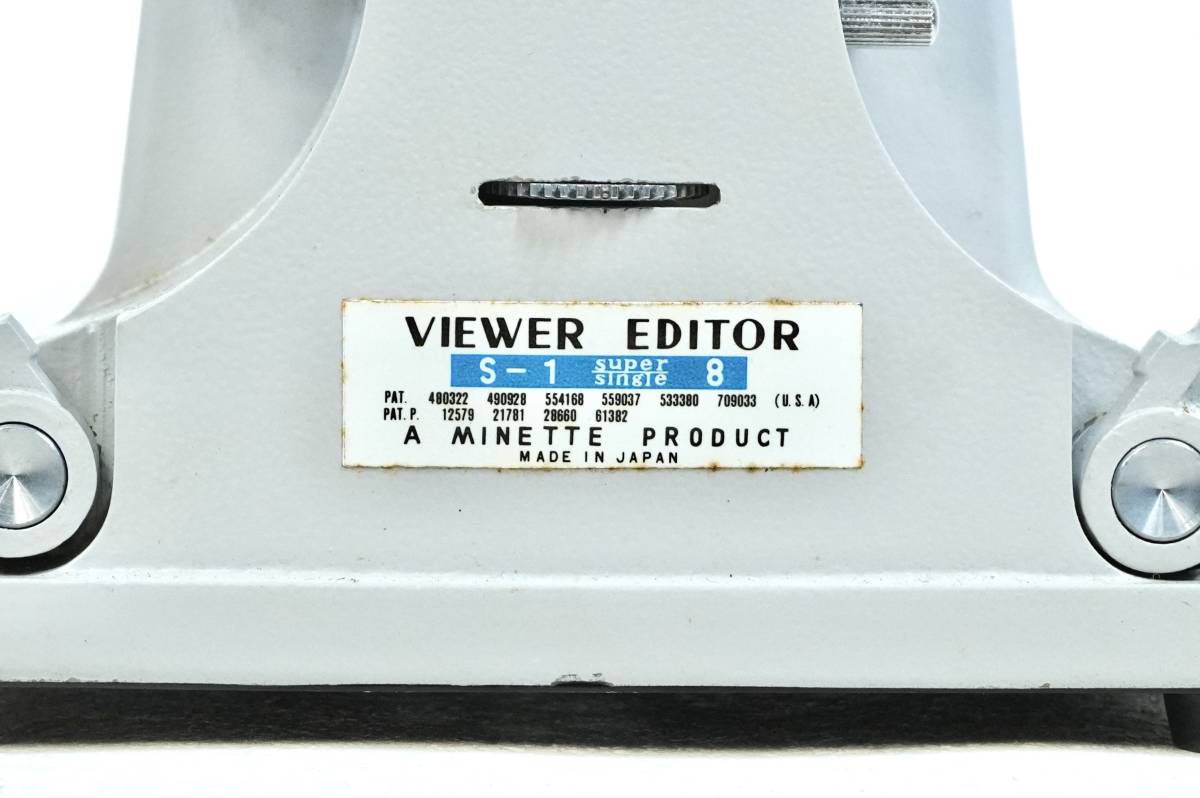 VIEWER EDITOR
S-1 super single 8
PAT. 480322 490928 554168 559037 533380 709033 (U.S.A)
PAT. P. 12579 21781 28660 61382
A MINETTE PRODUCT
MADE IN JAPAN